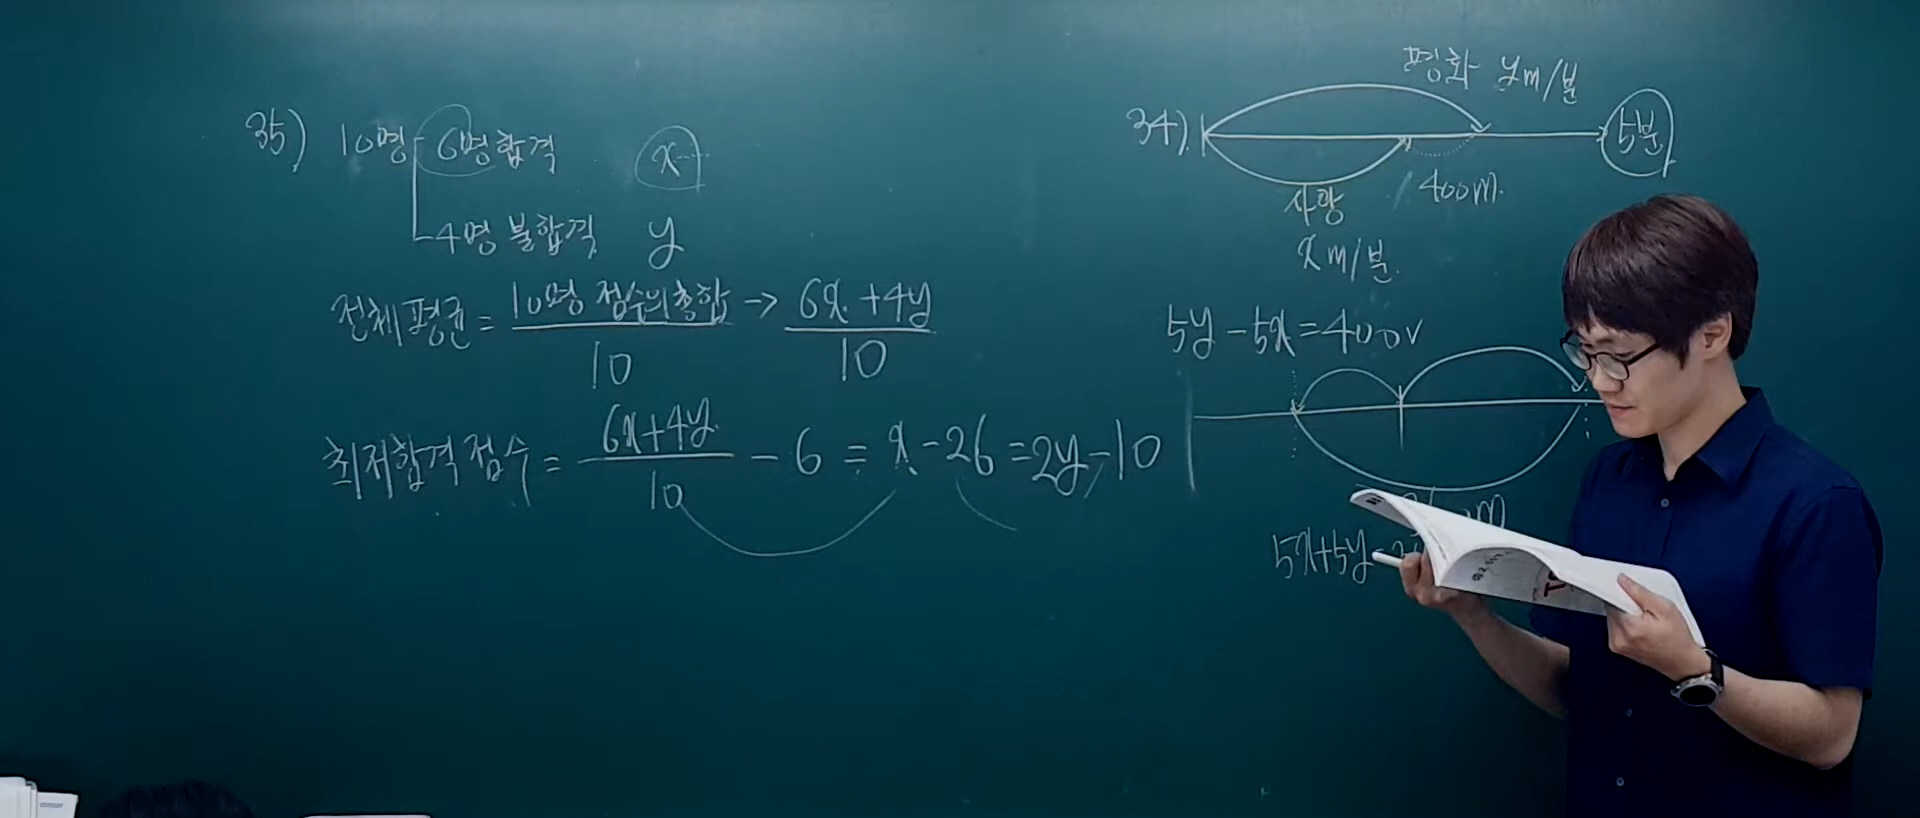 35) 10명 6명 합격 x
4명 불합격 y
전체평균 = 10명 점수의 총합 / 10 → 6x + 4y / 10
최저합격 점수 = 6x+4y / 10 - 6 = x - 26 = 2y - 10
34) 평화 ym/분
5분
400m
사랑
xm/분
5y - 5x = 400
5x+5y